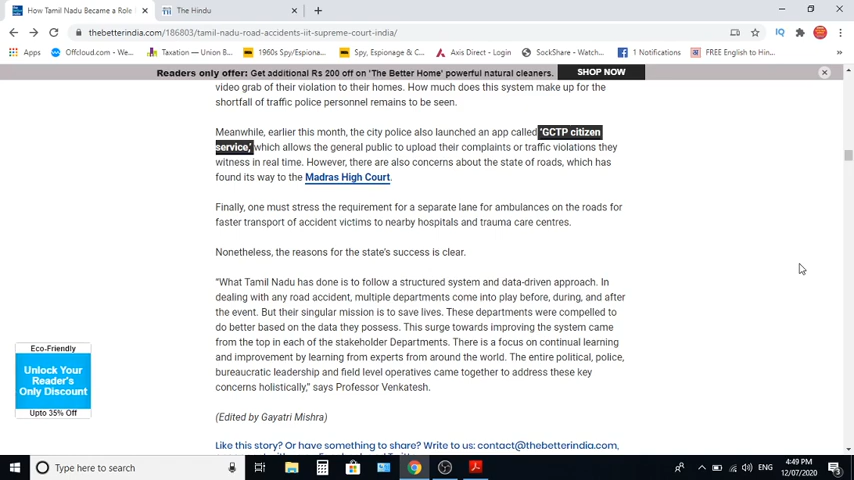 How Tamil Nadu Became a Role
The Hindu
thebetterindia.com/186803/tamil-nadu-road-accidents-iit-supreme-court-india/
Apps
Offcloud.com - We...
Taxation — Union B...
1960s Spy/Espiona...
Spy, Espionage & C...
Axis Direct - Login
SockShare - Watch...
1 Notifications
FREE English to Hin...
Readers only offer: Get additional Rs 200 off on 'The Better Home' powerful natural cleaners.
SHOP NOW
video grab of their violation to their homes. How much does this system make up for the
shortfall of traffic police personnel remains to be seen.
Meanwhile, earlier this month, the city police also launched an app called 'GCTP citizen
service,' which allows the general public to upload their complaints or traffic violations they
witness in real time. However, there are also concerns about the state of roads, which has
found its way to the Madras High Court.
Finally, one must stress the requirement for a separate lane for ambulances on the roads for
faster transport of accident victims to nearby hospitals and trauma care centres.
Nonetheless, the reasons for the state's success is clear.
"What Tamil Nadu has done is to follow a structured system and data-driven approach. In
dealing with any road accident, multiple departments come into play before, during, and after
the event. But their singular mission is to save lives. These departments were compelled to
do better based on the data they possess. This surge towards improving the system came
from the top in each of the stakeholder Departments. There is a focus on continual learning
and improvement by learning from experts from around the world. The entire political, police,
bureaucratic leadership and field level operatives came together to address these key
concerns holistically," says Professor Venkatesh.
(Edited by Gayatri Mishra)
Like this story? Or have something to share? Write to us: contact@thebetterindia.com,
Eco-Friendly
Unlock Your
Reader's
Only Discount
Upto 35% Off
Type here to search
ENG
4:49 PM
12/07/2020
3